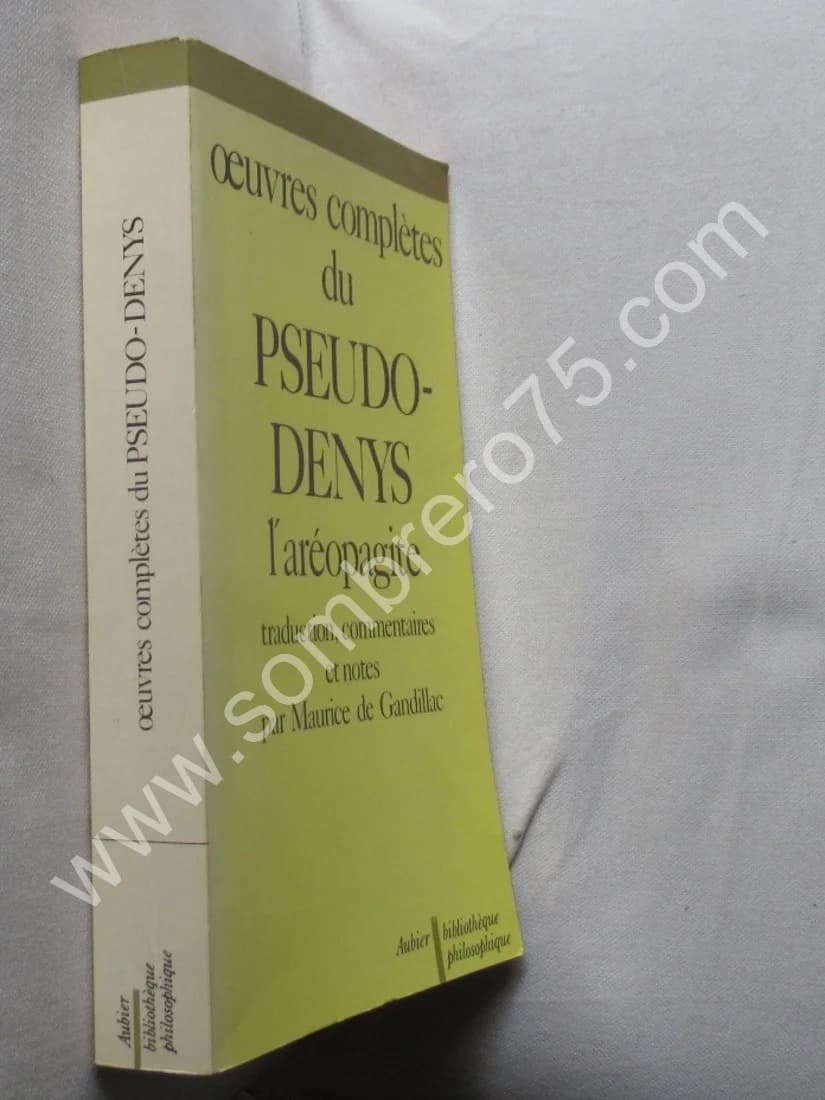 œuvres complètes du PSEUDO-DENYS
Aubier
bibliothèque
philosophique
œuvres complètes
du
PSEUDO-
DENYS
l'aréopagite
traduction, commentaires
et notes
par Maurice de Gandillac
Aubier
bibliothèque
philosophique
www.sombrero75.com